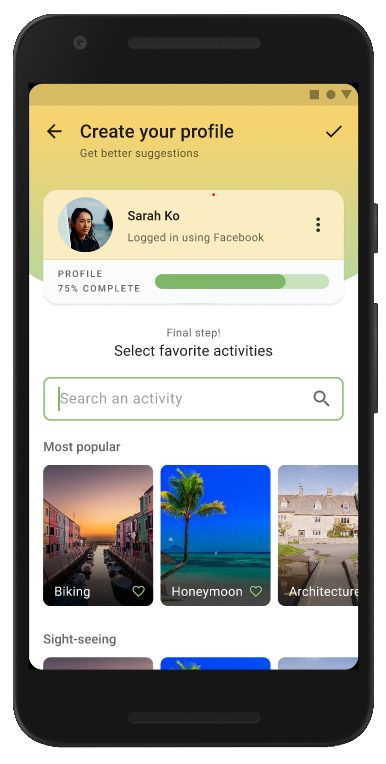 Create your profile
Get better suggestions
Sarah Ko
Logged in using Facebook
PROFILE
75% COMPLETE
Final step!
Select favorite activities
Search an activity
Most popular
Biking
Honeymoon
Architecture
Sight-seeing